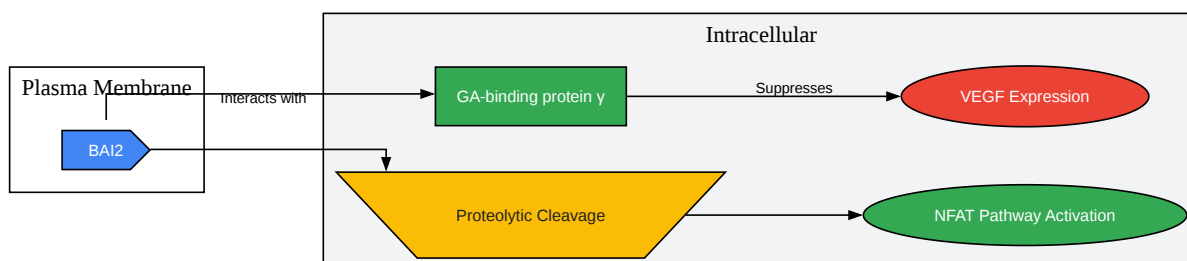 Intracellular
Plasma Membrane
Interacts with
GA-binding protein γ
Suppresses
VEGF Expression
BAI2
Proteolytic Cleavage
NFAT Pathway Activation